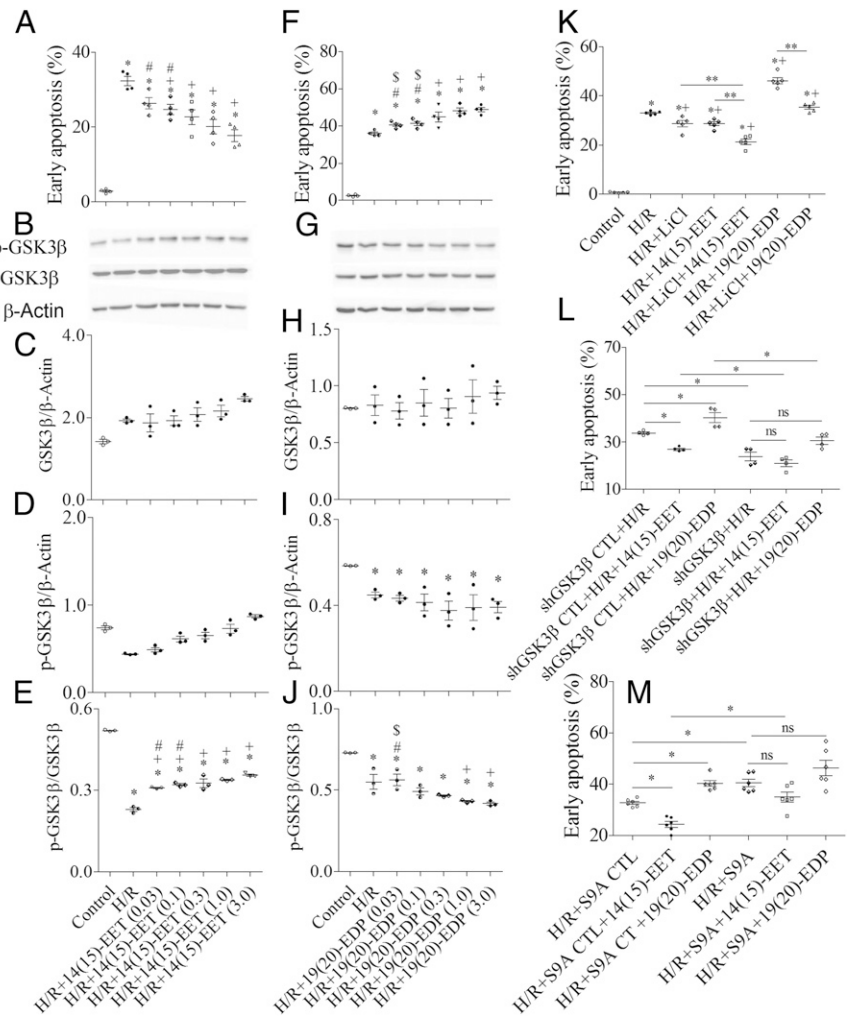 A
Early apoptosis (%)
40
20
0
*
#
*
#
+
*
+
*
+
*
+
*
B
p-GSK3β
GSK3β
β-Actin
C
GSK3β/β-Actin
4.0
2.0
0.0
D
p-GSK3β/β-Actin
2.0
1.0
0.0
E
p-GSK3β/GSK3β
0.6
0.3
0.0
*
#
+
*
#
+
*
+
*
+
*
+
*
Control
H/R
H/R+14(15)-EET (0.03)
H/R+14(15)-EET (0.1)
H/R+14(15)-EET (0.3)
H/R+14(15)-EET (1.0)
H/R+14(15)-EET (3.0)
F
Early apoptosis (%)
80
60
40
20
0
*
$
#
*
$
#
*
+
*
+
*
+
*
G
H
GSK3β/β-Actin
1.5
1.0
0.5
0.0
I
p-GSK3β/β-Actin
0.8
0.4
0.0
* * * * * *
J
p-GSK3β/GSK3β
1.0
0.5
0.0
*
$
#
*
*
*
+
*
+
*
Control
H/R
H/R+19(20)-EDP (0.03)
H/R+19(20)-EDP (0.1)
H/R+19(20)-EDP (0.3)
H/R+19(20)-EDP (1.0)
H/R+19(20)-EDP (3.0)
K
Early apoptosis (%)
60
40
20
0
**
**
**
*
*+
*+
*+
*+
*+
Control
H/R
H/R+LiCl
H/R+14(15)-EET
H/R+LiCl+14(15)-EET
H/R+19(20)-EDP
H/R+LiCl+19(20)-EDP
L
Early apoptosis (%)
70
50
30
10
*
*
*
*
*
ns
ns
shGSK3β CTL+H/R
shGSK3β CTL+H/R+14(15)-EET
shGSK3β CTL+H/R+19(20)-EDP
shGSK3β+H/R
shGSK3β+H/R+14(15)-EET
shGSK3β+H/R+19(20)-EDP
M
Early apoptosis (%)
80
60
40
20
*
*
*
*
ns
ns
H/R+S9A CTL
H/R+S9A CTL+14(15)-EET
H/R+S9A CT +19(20)-EDP
H/R+S9A
H/R+S9A+14(15)-EET
H/R+S9A+19(20)-EDP